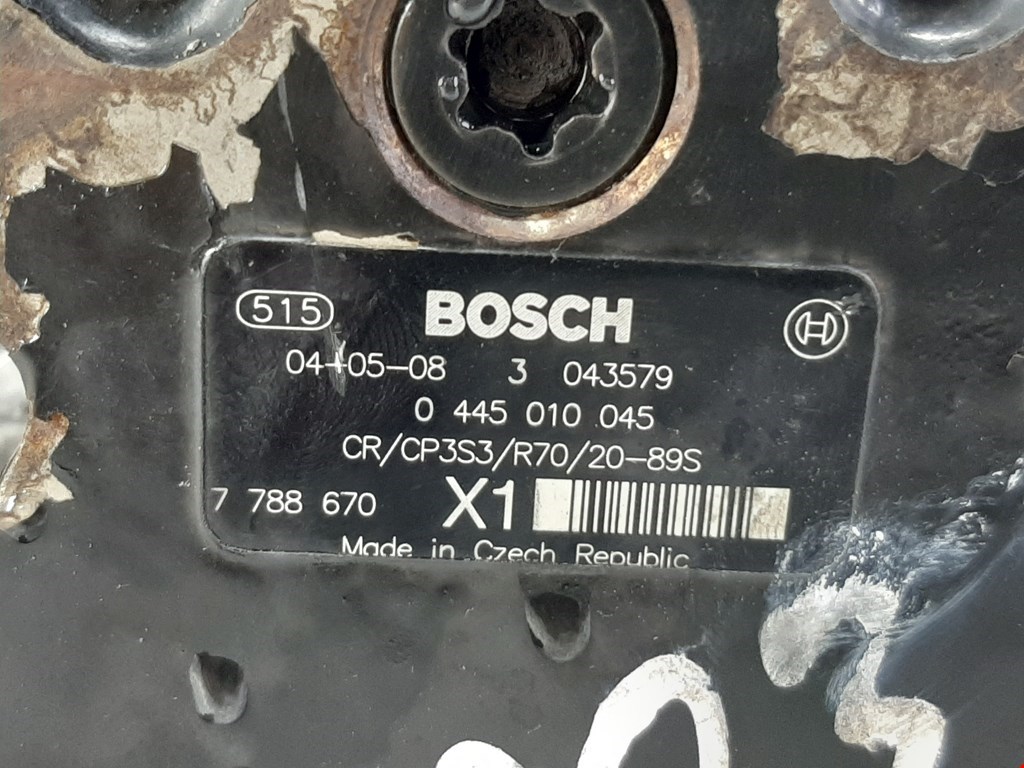 515 BOSCH
04-05-08 3 043579
0 445 010 045
CR/CP3S3/R70/20-89S
7 788 670 X1
Made in Czech Republic